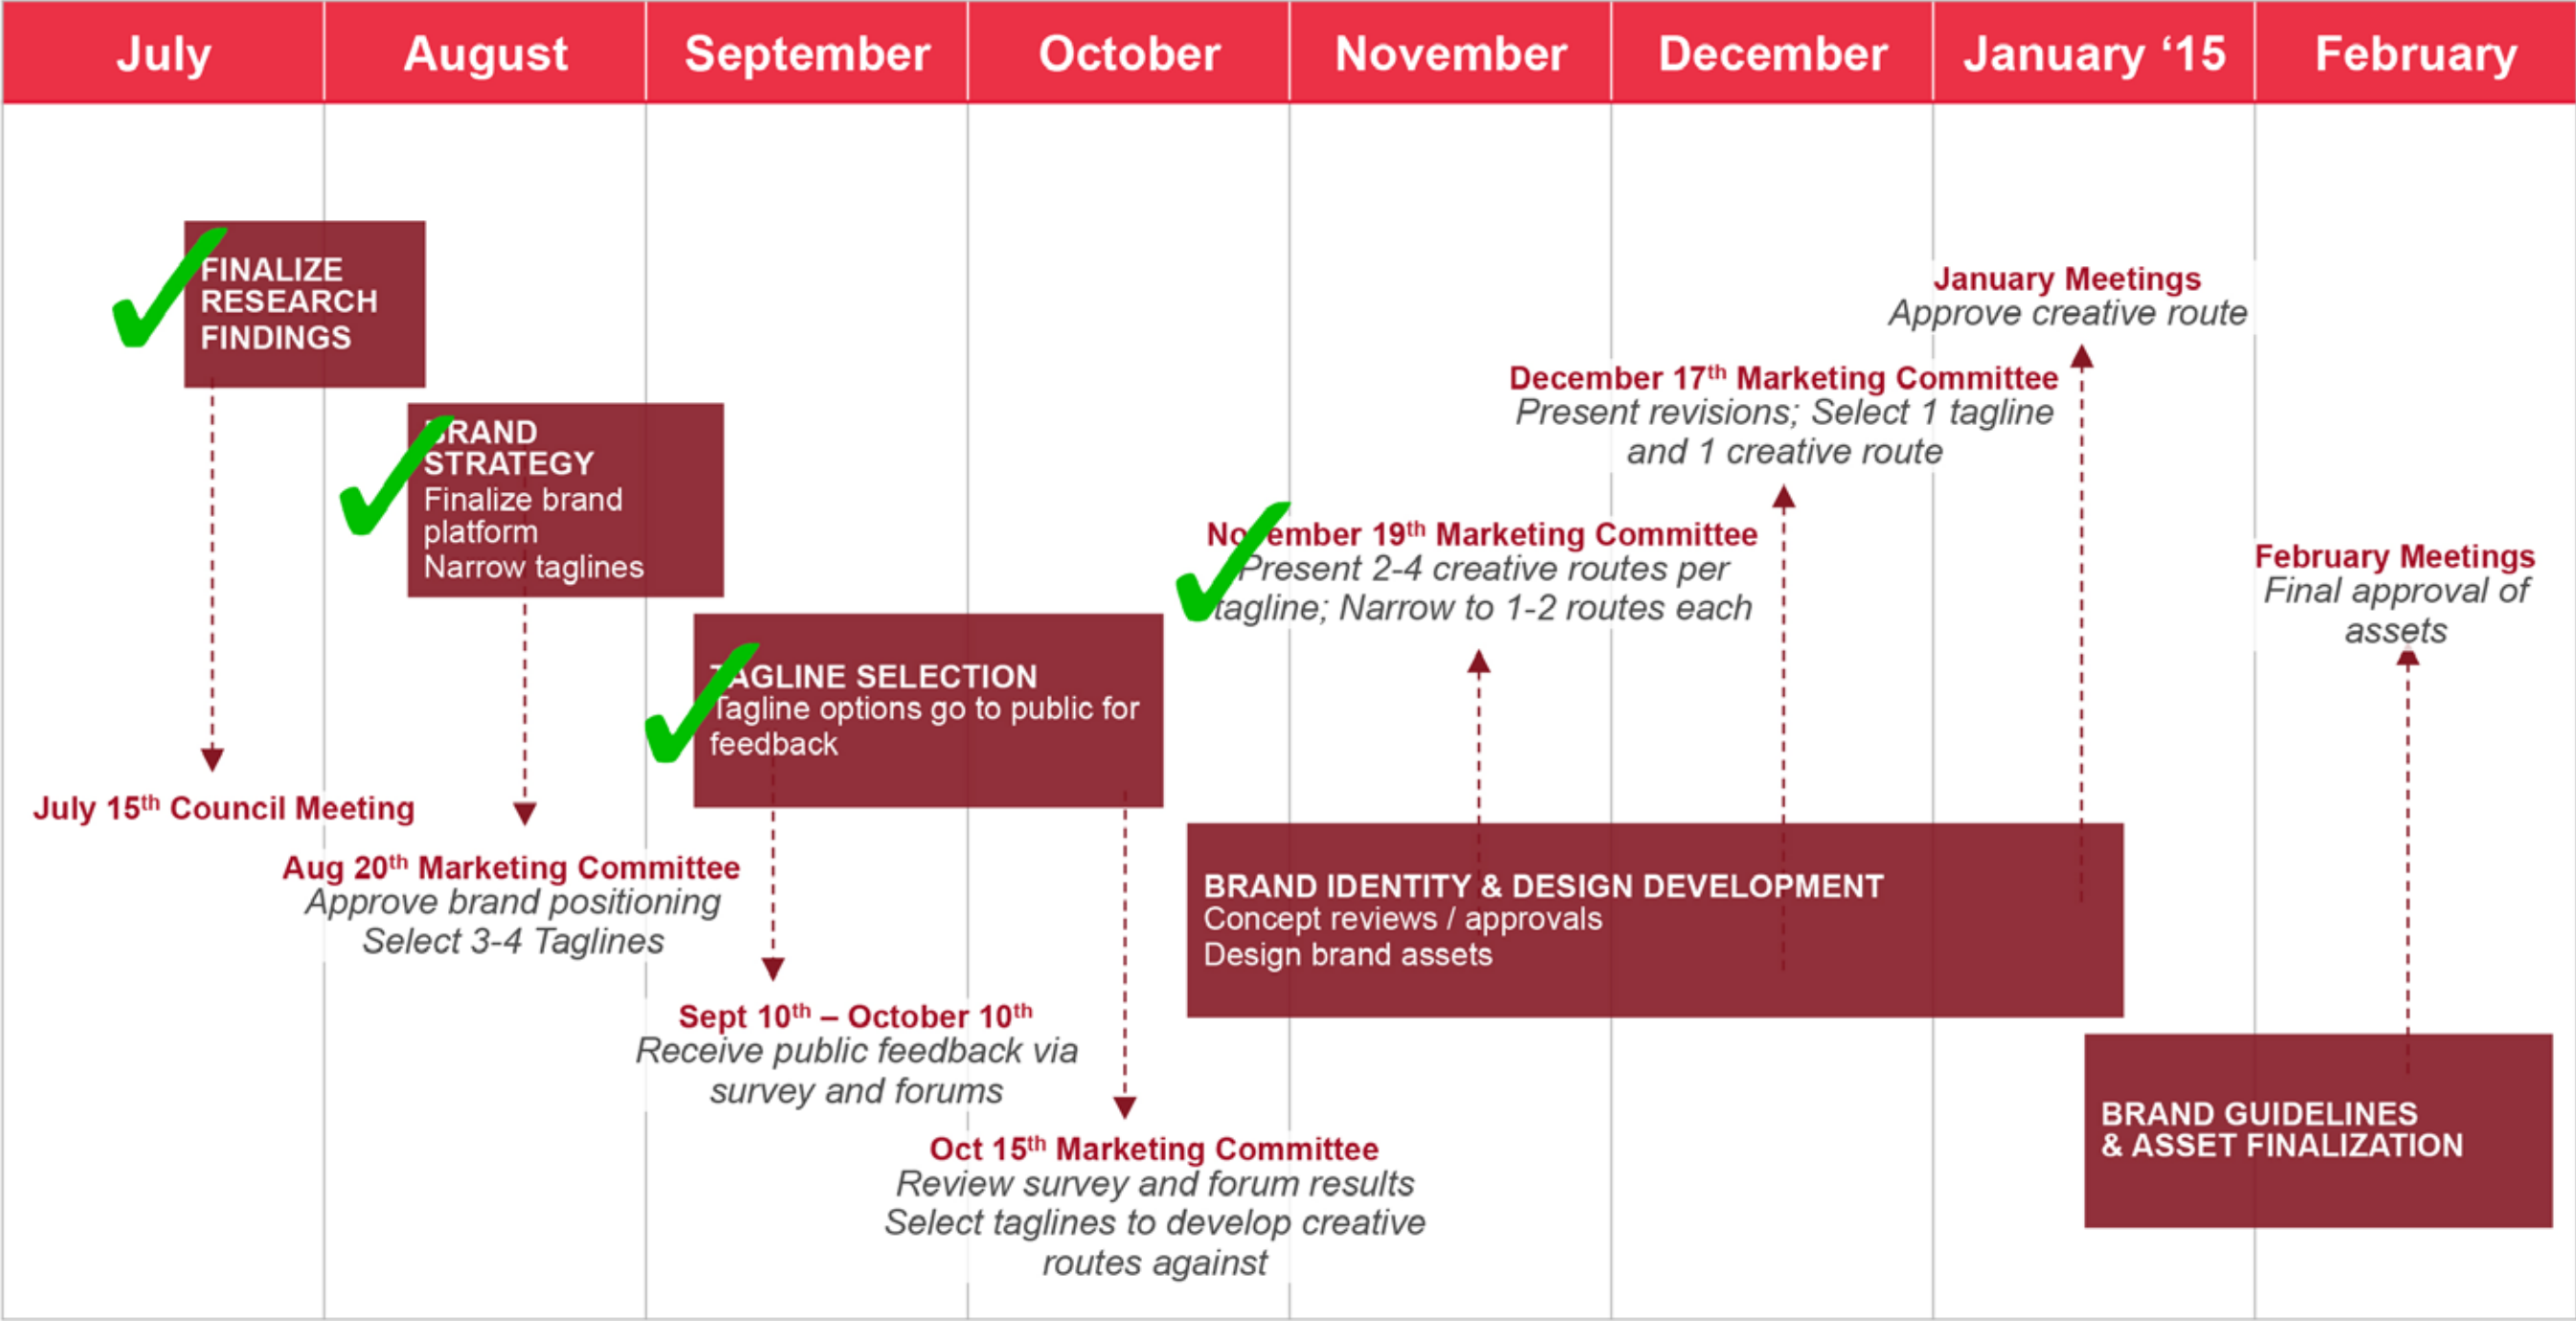 July
August
September
October
November
December
January ‘15
February
FINALIZE
RESEARCH
FINDINGS
July 15th Council Meeting
BRAND
STRATEGY
Finalize brand
platform
Narrow taglines
Aug 20th Marketing Committee
Approve brand positioning
Select 3-4 Taglines
TAGLINE SELECTION
Tagline options go to public for
feedback
Sept 10th – October 10th
Receive public feedback via
survey and forums
Oct 15th Marketing Committee
Review survey and forum results
Select taglines to develop creative
routes against
November 19th Marketing Committee
Present 2-4 creative routes per
tagline; Narrow to 1-2 routes each
December 17th Marketing Committee
Present revisions; Select 1 tagline
and 1 creative route
January Meetings
Approve creative route
BRAND IDENTITY & DESIGN DEVELOPMENT
Concept reviews / approvals
Design brand assets
February Meetings
Final approval of
assets
BRAND GUIDELINES
& ASSET FINALIZATION